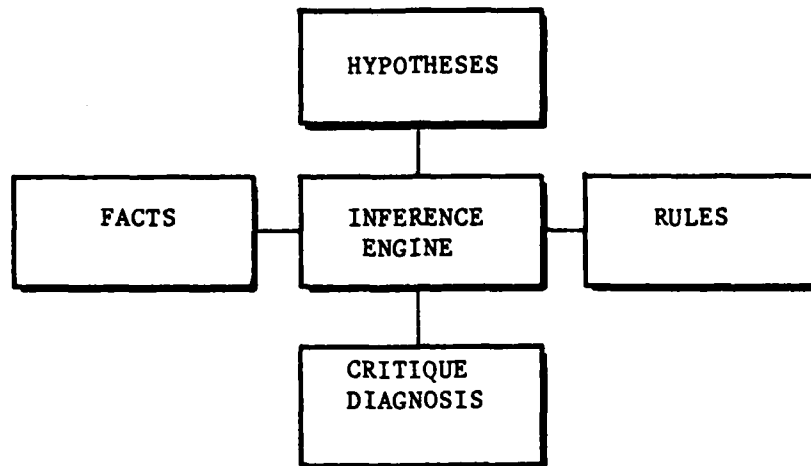 HYPOTHESES
FACTS
INFERENCE
ENGINE
RULES
CRITIQUE
DIAGNOSIS